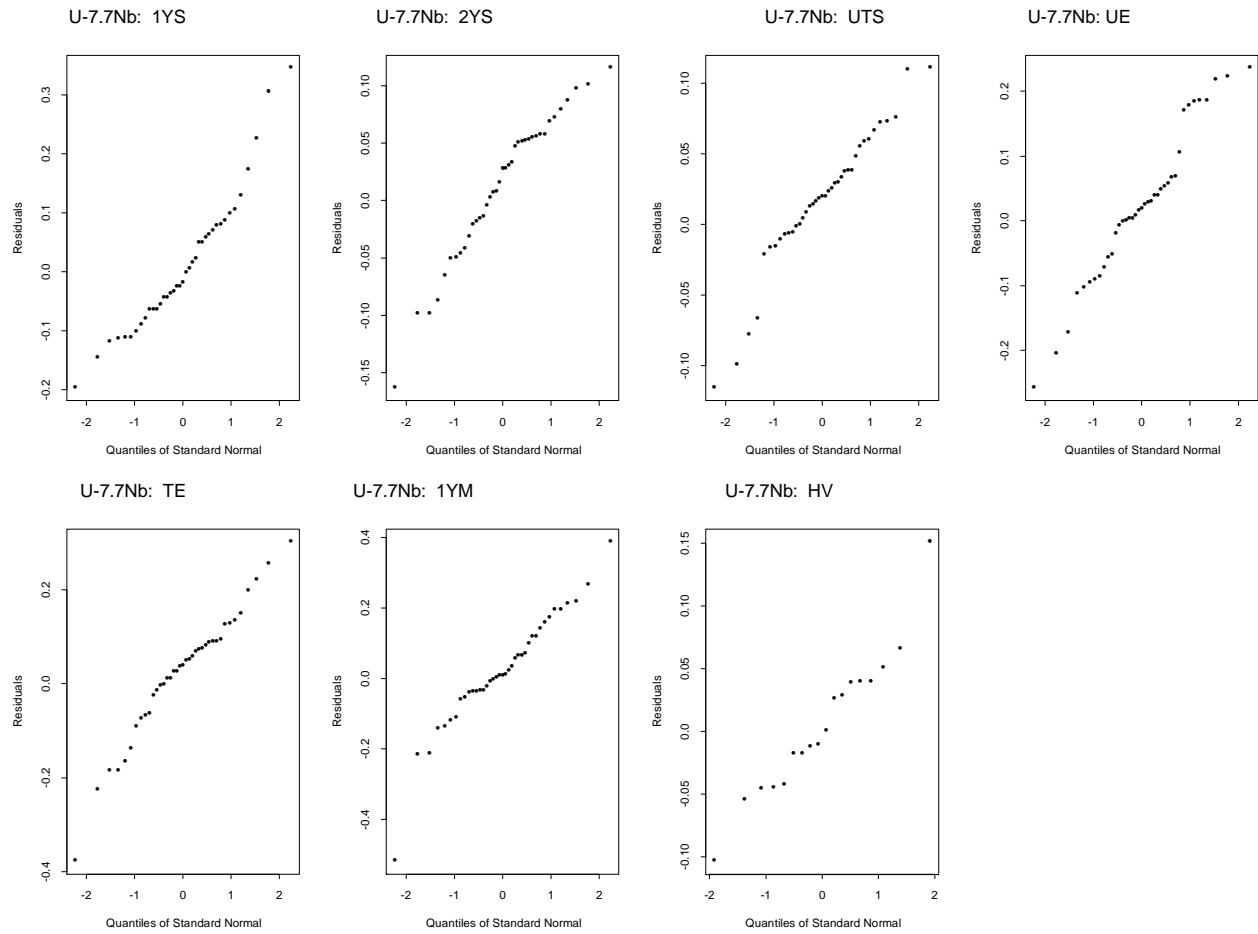 U-7.7Nb: 1YS
U-7.7Nb: 2YS
U-7.7Nb: UTS
U-7.7Nb: UE
Residuals
-0.2 -0.1 0.0 0.1 0.2 0.3
-2 -1 0 1 2
Quantiles of Standard Normal
Residuals
-0.15 -0.10 -0.05 0.0 0.05 0.10
-2 -1 0 1 2
Quantiles of Standard Normal
Residuals
-0.10 -0.05 0.0 0.05 0.10
-2 -1 0 1 2
Quantiles of Standard Normal
Residuals
-0.2 -0.1 0.0 0.1 0.2
-2 -1 0 1 2
Quantiles of Standard Normal
U-7.7Nb: TE
U-7.7Nb: 1YM
U-7.7Nb: HV
Residuals
-0.4 -0.2 0.0 0.2
-2 -1 0 1 2
Quantiles of Standard Normal
Residuals
-0.4 -0.2 0.0 0.2 0.4
-2 -1 0 1 2
Quantiles of Standard Normal
Residuals
-0.10 -0.05 0.0 0.05 0.10 0.15
-2 -1 0 1 2
Quantiles of Standard Normal